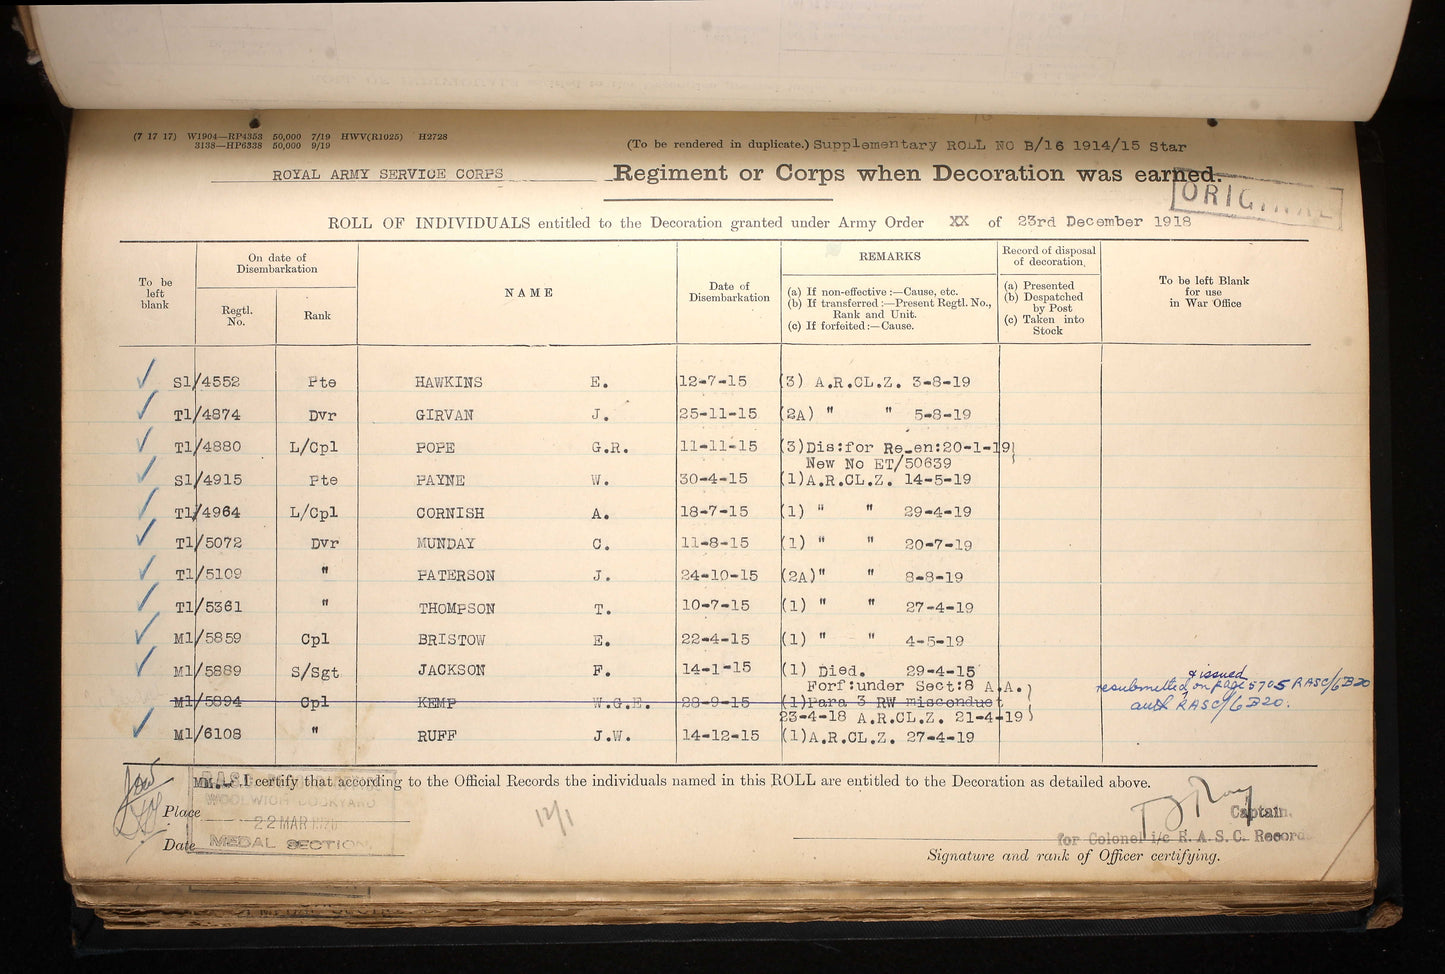 (7 17 17) W1904—RP4353 50,000 7/19 HWV(R1025) H2728
3138—HP6338 50,000 9/19
(To be rendered in duplicate.) Supplementary ROLL NO B/16 1914/15 Star
ROYAL ARMY SERVICE CORPS Regiment or Corps when Decoration was earned.
ORIGINAL
ROLL OF INDIVIDUALS entitled to the Decoration granted under Army Order XX of 23rd December 1918
To be left blank
On date of Disembarkation
Regtl. No.
Rank
NAME
Date of Disembarkation
REMARKS
(a) If non-effective:—Cause, etc.
(b) If transferred:—Present Regtl. No., Rank and Unit.
(c) If forfeited:—Cause.
Record of disposal of decoration.
(a) Presented
(b) Despatched by Post
(c) Taken into Stock
To be left Blank for use in War Office
S1/4552 Pte HAWKINS E. 12-7-15 (3) A.R.CL.Z. 3-8-19
T1/4874 Dvr GIRVAN J. 25-11-15 (2A) " " 5-8-19
T1/4880 L/Cpl POPE G.R. 11-11-15 (3)Dis:for Re-en:20-1-19
New No ET/50639
S1/4915 Pte PAYNE W. 30-4-15 (1)A.R.CL.Z. 14-5-19
T1/4964 L/Cpl CORNISH A. 18-7-15 (1) " " 29-4-19
T1/5072 Dvr MUNDAY C. 11-8-15 (1) " " 20-7-19
T1/5109 " PATERSON J. 24-10-15 (2A)" " 8-8-19
T1/5361 " THOMPSON T. 10-7-15 (1) " " 27-4-19
M1/5859 Cpl BRISTOW E. 22-4-15 (1) " " 4-5-19
M1/5889 S/Sgt JACKSON F. 14-1-15 (1) Died. 29-4-15
Forf:under Sect:8 A.A.
M1/5894 Cpl KEMP W.G.E. 28-9-15 (1)Para 3 RW misconduct
23-4-18 A.R.CL.Z. 21-4-19
& issued
resubmitted on page 5705 RASC/6 B20
auth RASC/6 B20.
M1/6108 " RUFF J.W. 14-12-15 (1)A.R.CL.Z. 27-4-19
I certify that according to the Official Records the individuals named in this ROLL are entitled to the Decoration as detailed above.
WOOLWICH DOCKYARD
Place
22 MAR 1920
Date MEDAL SECTION
12/1
Captain.
for Colonel i/c R.A.S.C. Records
Signature and rank of Officer certifying.